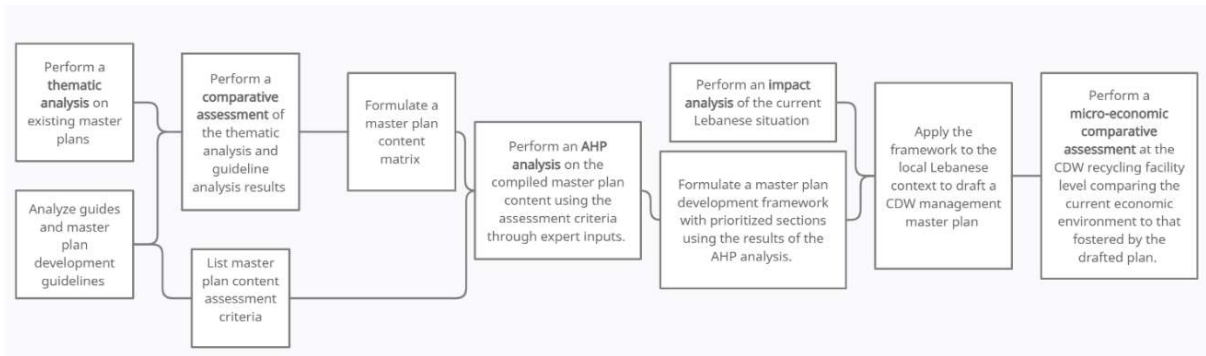 Perform a
thematic
analysis on
existing master
plans
Analyze guides
and master
plan
development
guidelines
Perform a
comparative
assessment of
the thematic
analysis and
guideline
analysis results
List master
plan content
assessment
criteria
Formulate a
master plan
content
matrix
Perform an AHP
analysis on the
compiled master plan
content using the
assessment criteria
through expert inputs.
Perform an impact
analysis of the current
Lebanese situation
Formulate a master plan
development framework
with prioritized sections
using the results of the
AHP analysis.
Apply the
framework to the
local Lebanese
context to draft a
CDW management
master plan
Perform a
micro-economic
comparative
assessment at the
CDW recycling facility
level comparing the
current economic
environment to that
fostered by the
drafted plan.